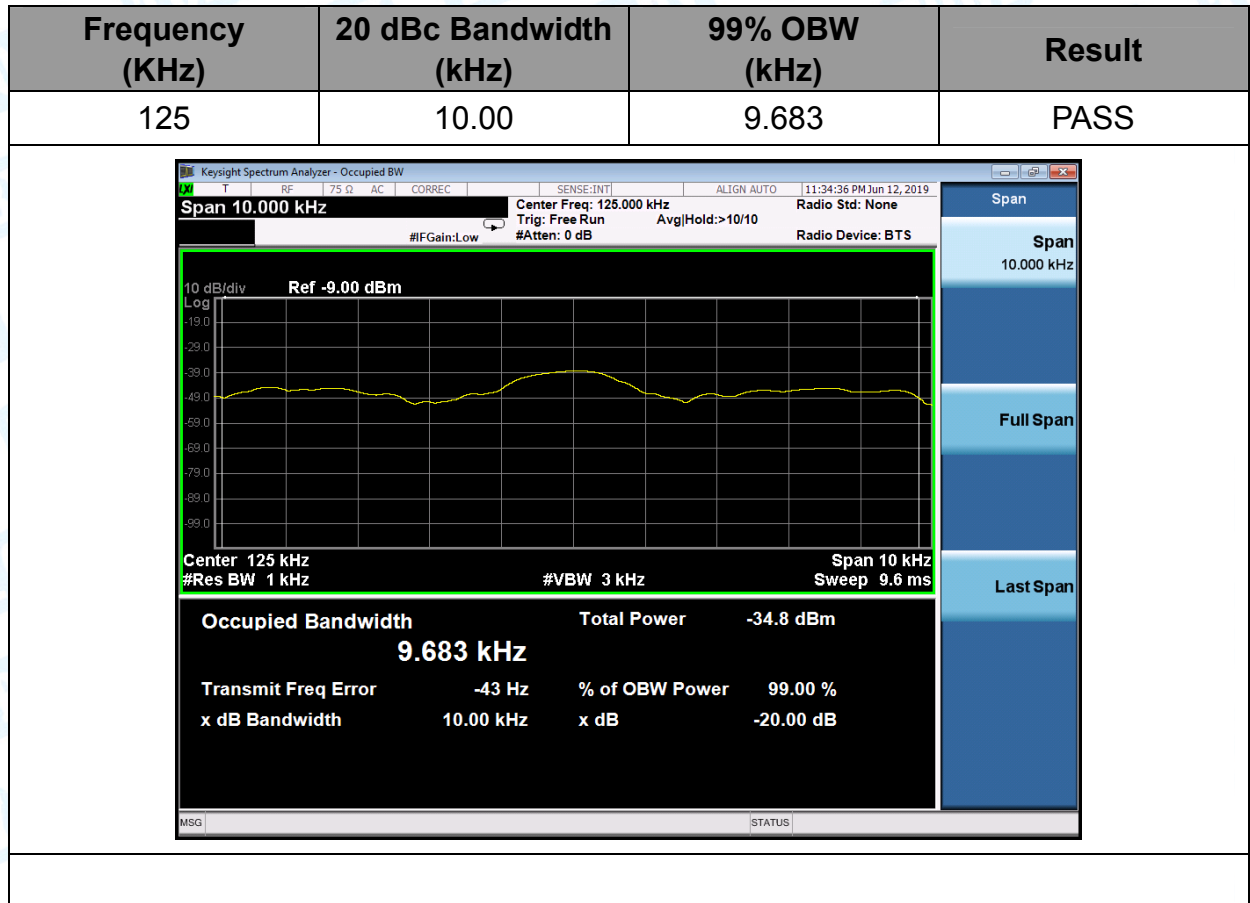 Frequency (KHz) 20 dBc Bandwidth (kHz) 99% OBW (kHz) Result
125 10.00 9.683 PASS
Keysight Spectrum Analyzer - Occupied BW
LXI T RF 75 Ω AC CORREC SENSE:INT ALIGN AUTO 11:34:36 PM Jun 12, 2019
Span 10.000 kHz Center Freq: 125.000 kHz Radio Std: None
Trig: Free Run Avg|Hold:>10/10
#IFGain:Low #Atten: 0 dB Radio Device: BTS
10 dB/div Ref -9.00 dBm
Log
-19.0
-29.0
-39.0
-49.0
-59.0
-69.0
-79.0
-89.0
-99.0
Center 125 kHz Span 10 kHz
#Res BW 1 kHz #VBW 3 kHz Sweep 9.6 ms
Occupied Bandwidth Total Power -34.8 dBm
9.683 kHz
Transmit Freq Error -43 Hz % of OBW Power 99.00 %
x dB Bandwidth 10.00 kHz x dB -20.00 dB
MSG STATUS
Span
Span
10.000 kHz
Full Span
Last Span